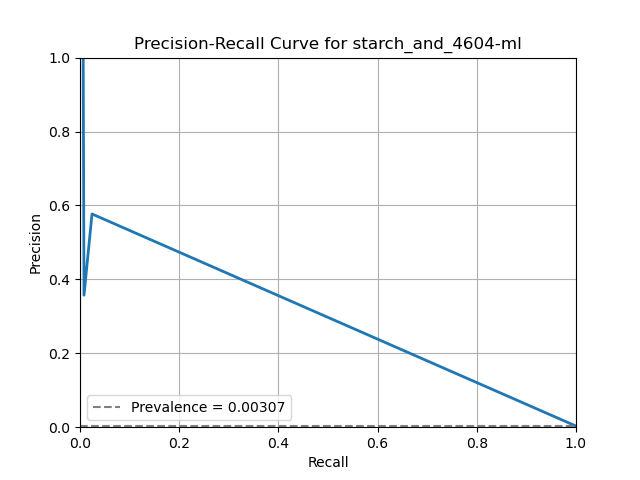 Precision-Recall Curve for starch_and_4604-ml
1.0
0.8
0.6
0.4
0.2
0.0
Precision
Prevalence = 0.00307
0.0 0.2 0.4 0.6 0.8 1.0
Recall